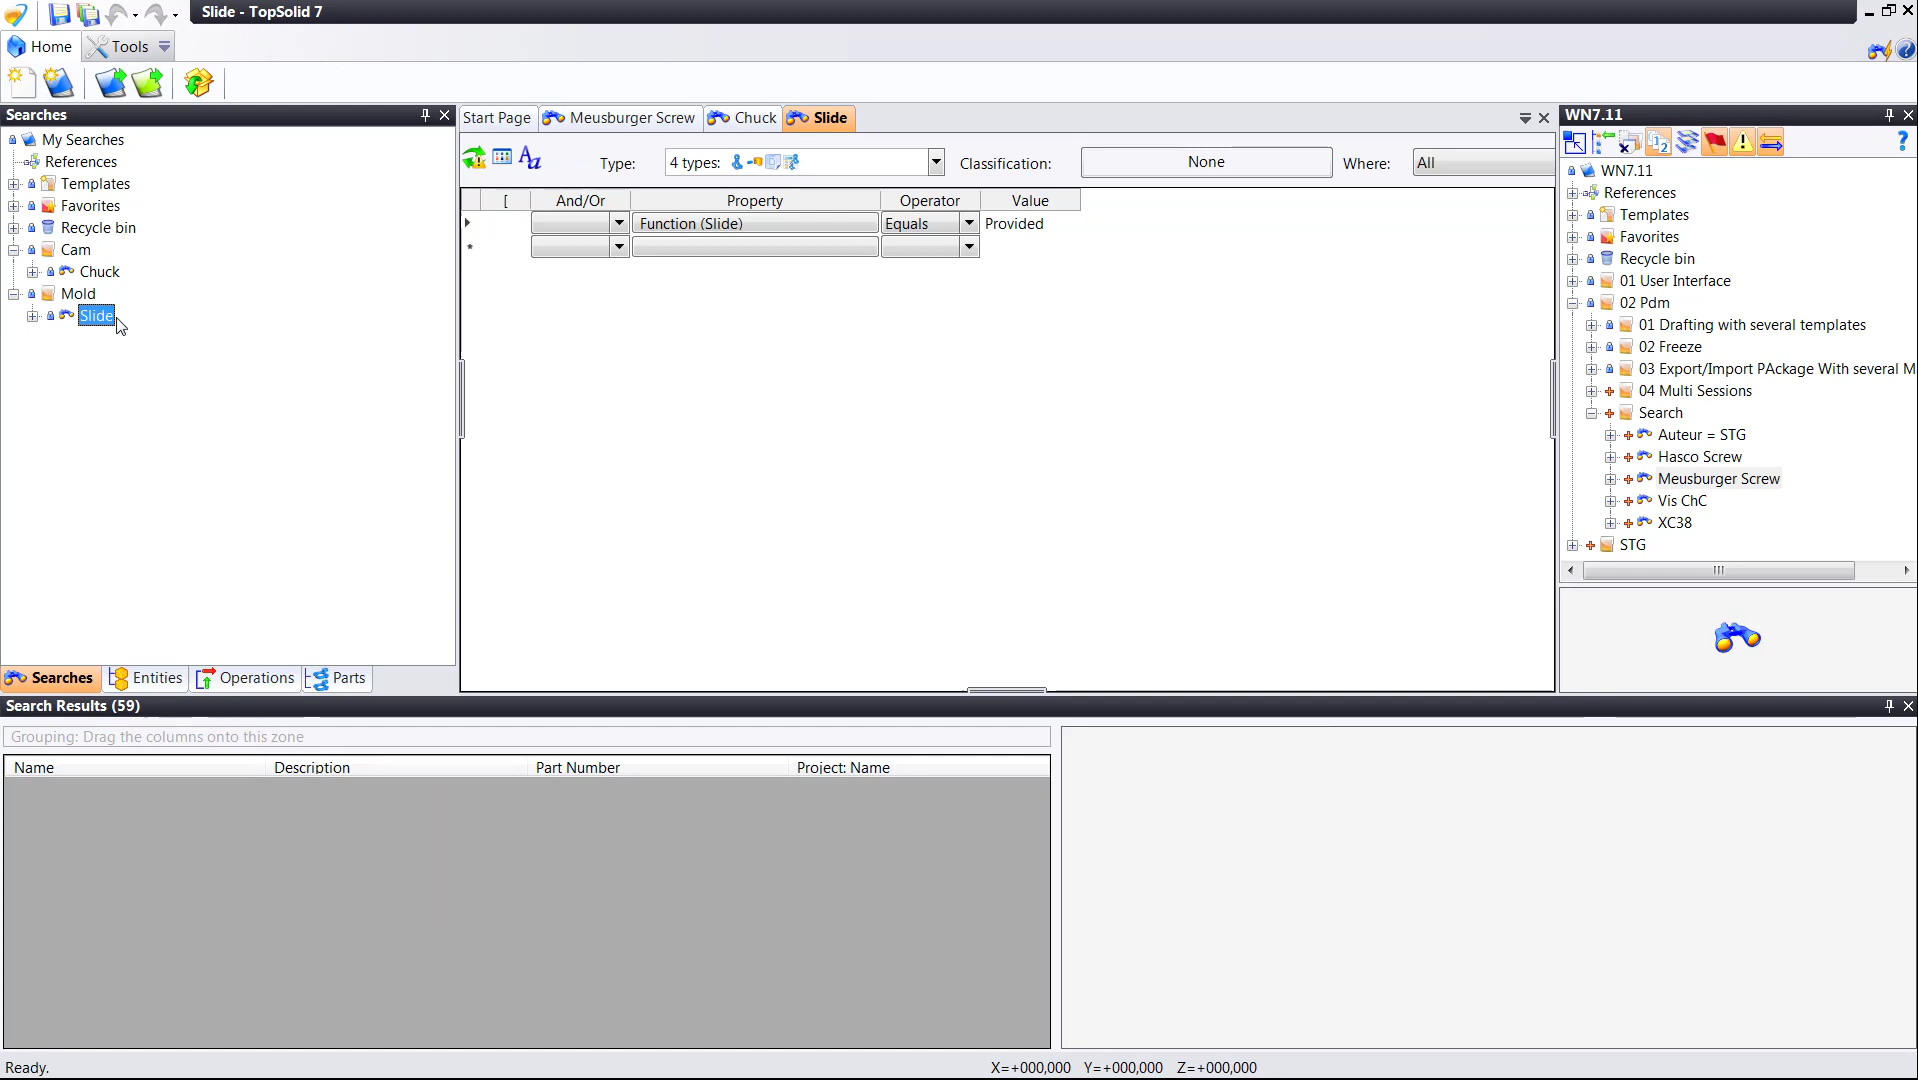 Slide - TopSolid 7
Home
Tools
Searches
My Searches
References
Templates
Favorites
Recycle bin
Cam
Chuck
Mold
Slide
Searches
Entities
Operations
Parts
Start Page
Meusburger Screw
Chuck
Slide
Type:
4 types:
Classification:
None
Where:
All
[
And/Or
Property
Operator
Value
Function (Slide)
Equals
Provided
*
WN7.11
WN7.11
References
Templates
Favorites
Recycle bin
01 User Interface
02 Pdm
01 Drafting with several templates
02 Freeze
03 Export/Import PAckage With several M
04 Multi Sessions
Search
Auteur = STG
Hasco Screw
Meusburger Screw
Vis ChC
XC38
STG
Search Results (59)
Grouping: Drag the columns onto this zone
Name
Description
Part Number
Project: Name
Ready.
X=+000,000 Y=+000,000 Z=+000,000